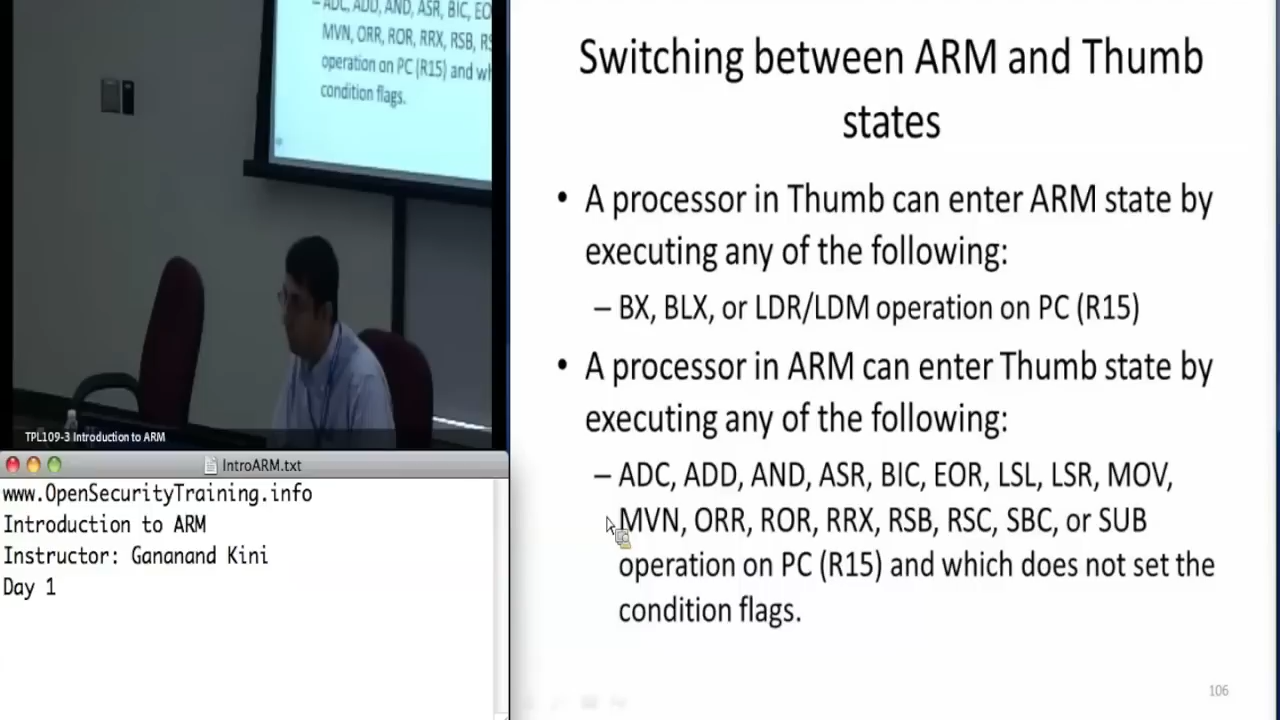 – ADC, ADD, AND, ASR, BIC, EO
MVN, ORR, ROR, RRX, RSB, RS
operation on PC (R15) and wh
condition flags.
TPL109-3 Introduction to ARM
IntroARM.txt
www.OpenSecurityTraining.info
Introduction to ARM
Instructor: Gananand Kini
Day 1
Switching between ARM and Thumb
states
• A processor in Thumb can enter ARM state by
executing any of the following:
– BX, BLX, or LDR/LDM operation on PC (R15)
• A processor in ARM can enter Thumb state by
executing any of the following:
– ADC, ADD, AND, ASR, BIC, EOR, LSL, LSR, MOV,
MVN, ORR, ROR, RRX, RSB, RSC, SBC, or SUB
operation on PC (R15) and which does not set the
condition flags.
106